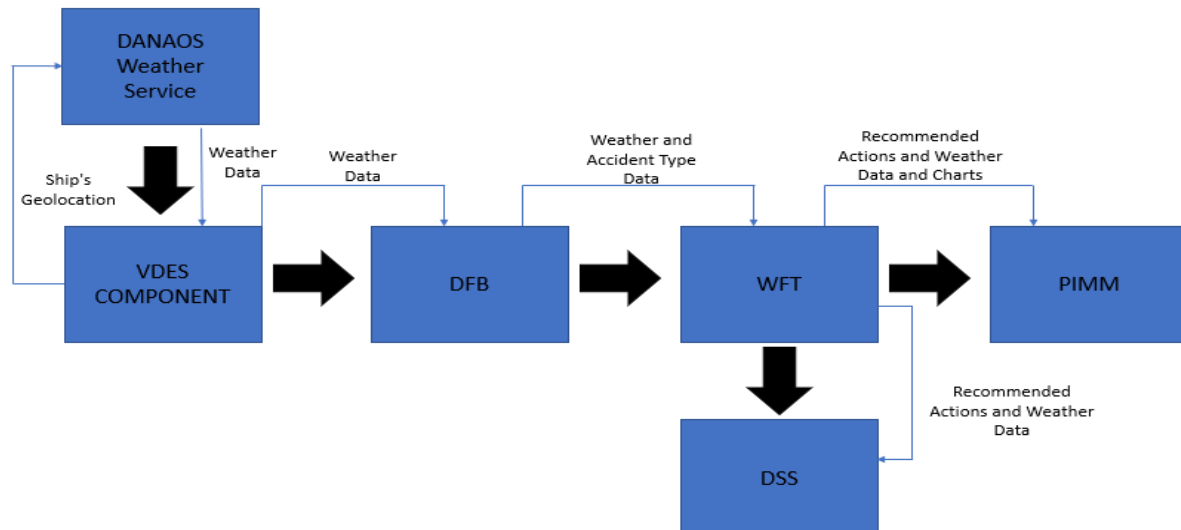 DANAOS
Weather
Service
Ship's
Geolocation
Weather
Data
Weather
Data
Weather and
Accident Type
Data
Recommended
Actions and Weather
Data and Charts
VDES
COMPONENT
DFB
WFT
PIMM
Recommended
Actions and Weather
Data
DSS